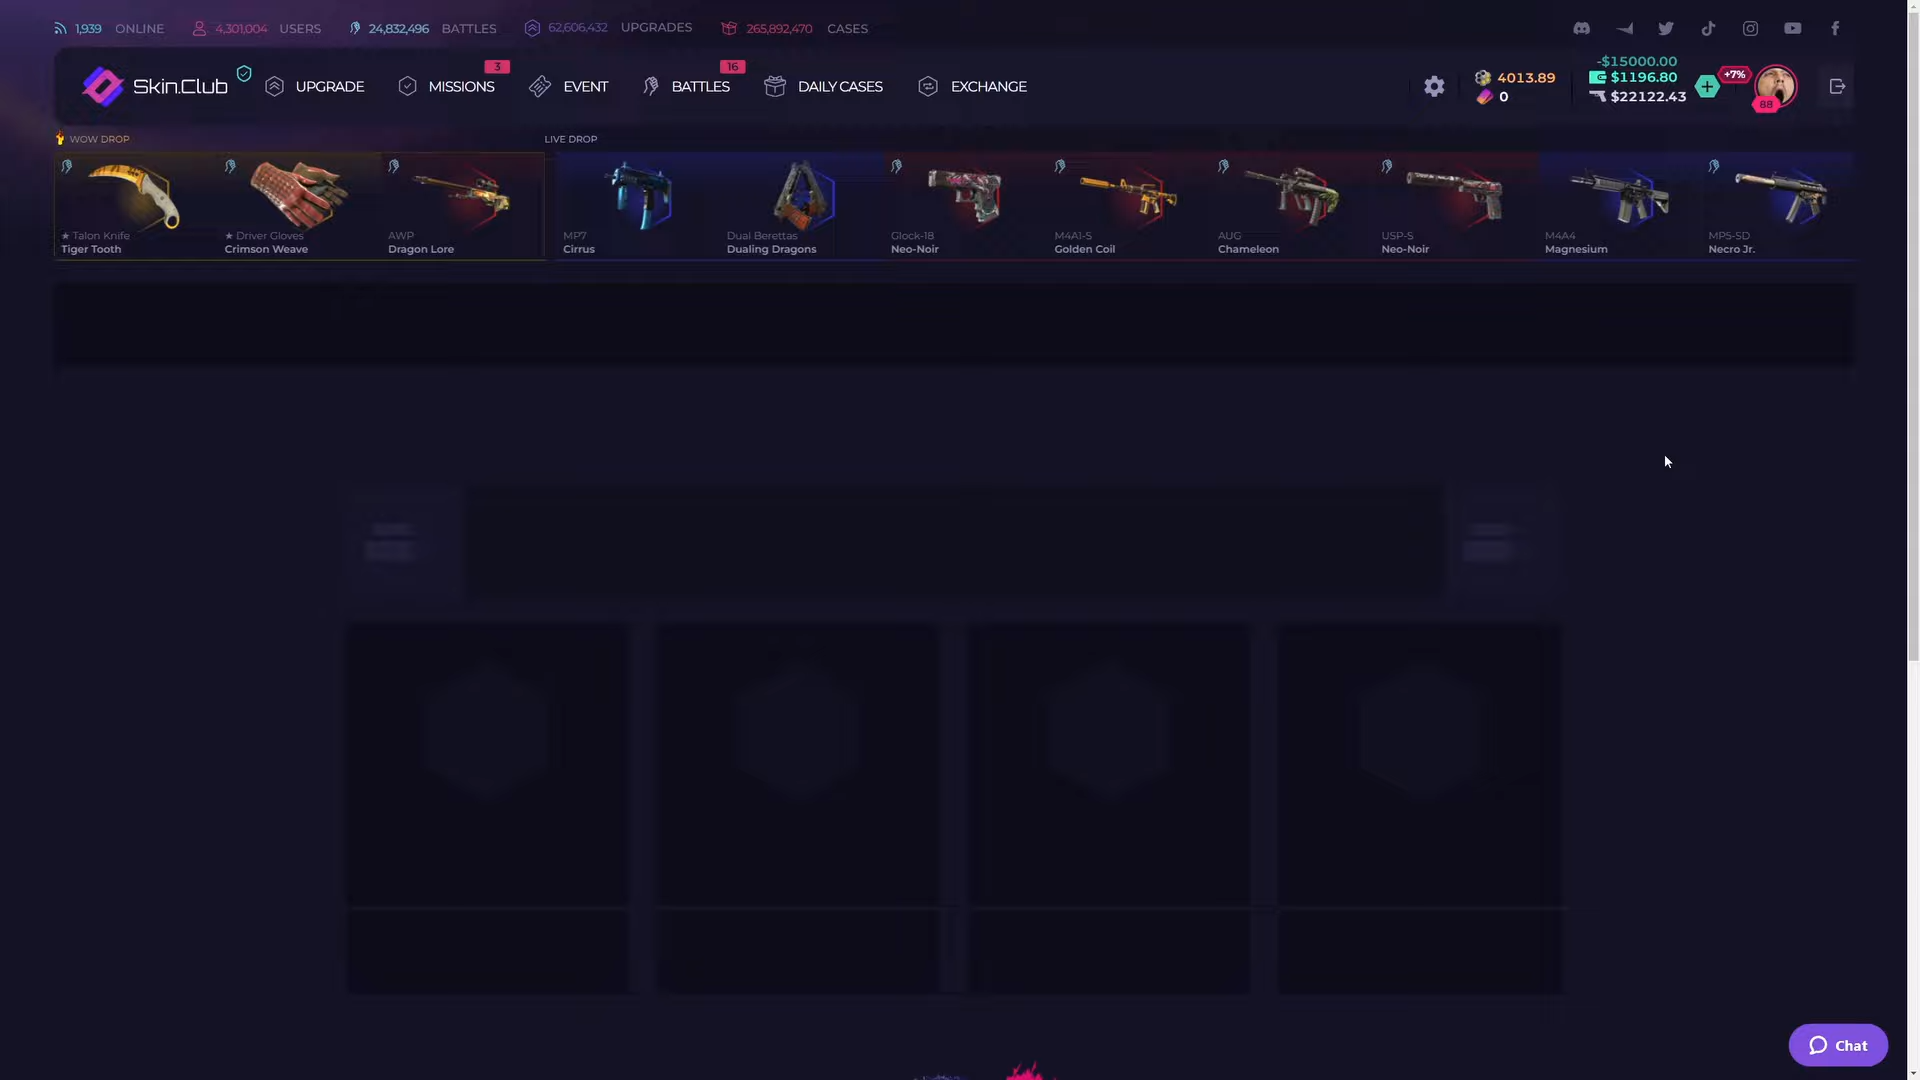 1,939 ONLINE 4,301,004 USERS 24,832,496 BATTLES 62,606,432 UPGRADES 265,892,470 CASES
Skin.Club UPGRADE 3 MISSIONS EVENT 16 BATTLES DAILY CASES EXCHANGE
4013.89
0
-$15000.00
$1196.80
$22122.43
+7%
88
WOW DROP LIVE DROP
★ Talon Knife
Tiger Tooth
★ Driver Gloves
Crimson Weave
AWP
Dragon Lore
MP7
Cirrus
Dual Berettas
Dualing Dragons
Glock-18
Neo-Noir
M4A1-S
Golden Coil
AUG
Chameleon
USP-S
Neo-Noir
M4A4
Magnesium
MP5-SD
Necro Jr.
Chat